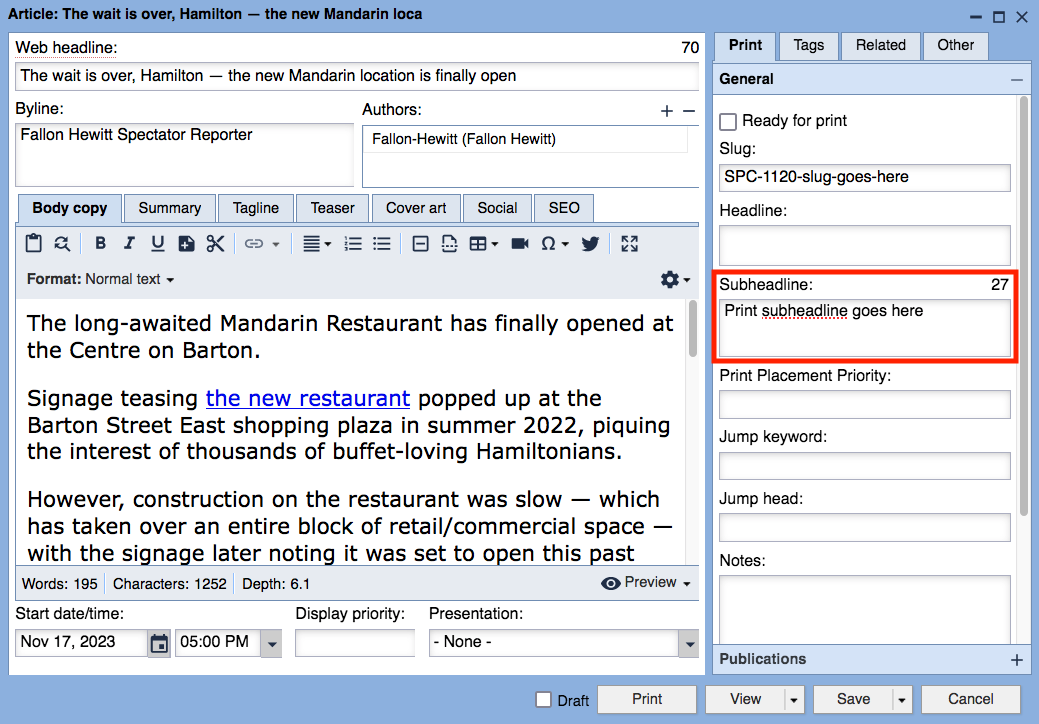 Article: The wait is over, Hamilton — the new Mandarin loca
Web headline:
70
The wait is over, Hamilton — the new Mandarin location is finally open
Byline:
Authors:
Fallon Hewitt Spectator Reporter
Fallon-Hewitt (Fallon Hewitt)
Body copy
Summary
Tagline
Teaser
Cover art
Social
SEO
B I U
Format: Normal text
The long-awaited Mandarin Restaurant has finally opened at
the Centre on Barton.
Signage teasing the new restaurant popped up at the
Barton Street East shopping plaza in summer 2022, piquing
the interest of thousands of buffet-loving Hamiltonians.
However, construction on the restaurant was slow — which
has taken over an entire block of retail/commercial space —
with the signage later noting it was set to open this past
Words: 195
Characters: 1252
Depth: 6.1
Preview
Start date/time:
Display priority:
Presentation:
Nov 17, 2023
05:00 PM
- None -
Print
Tags
Related
Other
General
Ready for print
Slug:
SPC-1120-slug-goes-here
Headline:
Subheadline:
27
Print subheadline goes here
Print Placement Priority:
Jump keyword:
Jump head:
Notes:
Publications
Draft
Print
View
Save
Cancel